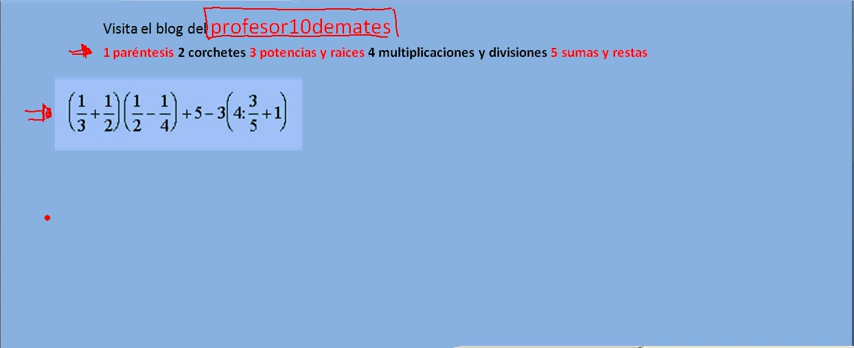 Visita el blog del profesor10demates
1 paréntesis 2 corchetes 3 potencias y raices 4 multiplicaciones y divisiones 5 sumas y restas
(1/3 + 1/2)(1/2 − 1/4) + 5 − 3(4:3/5 + 1)